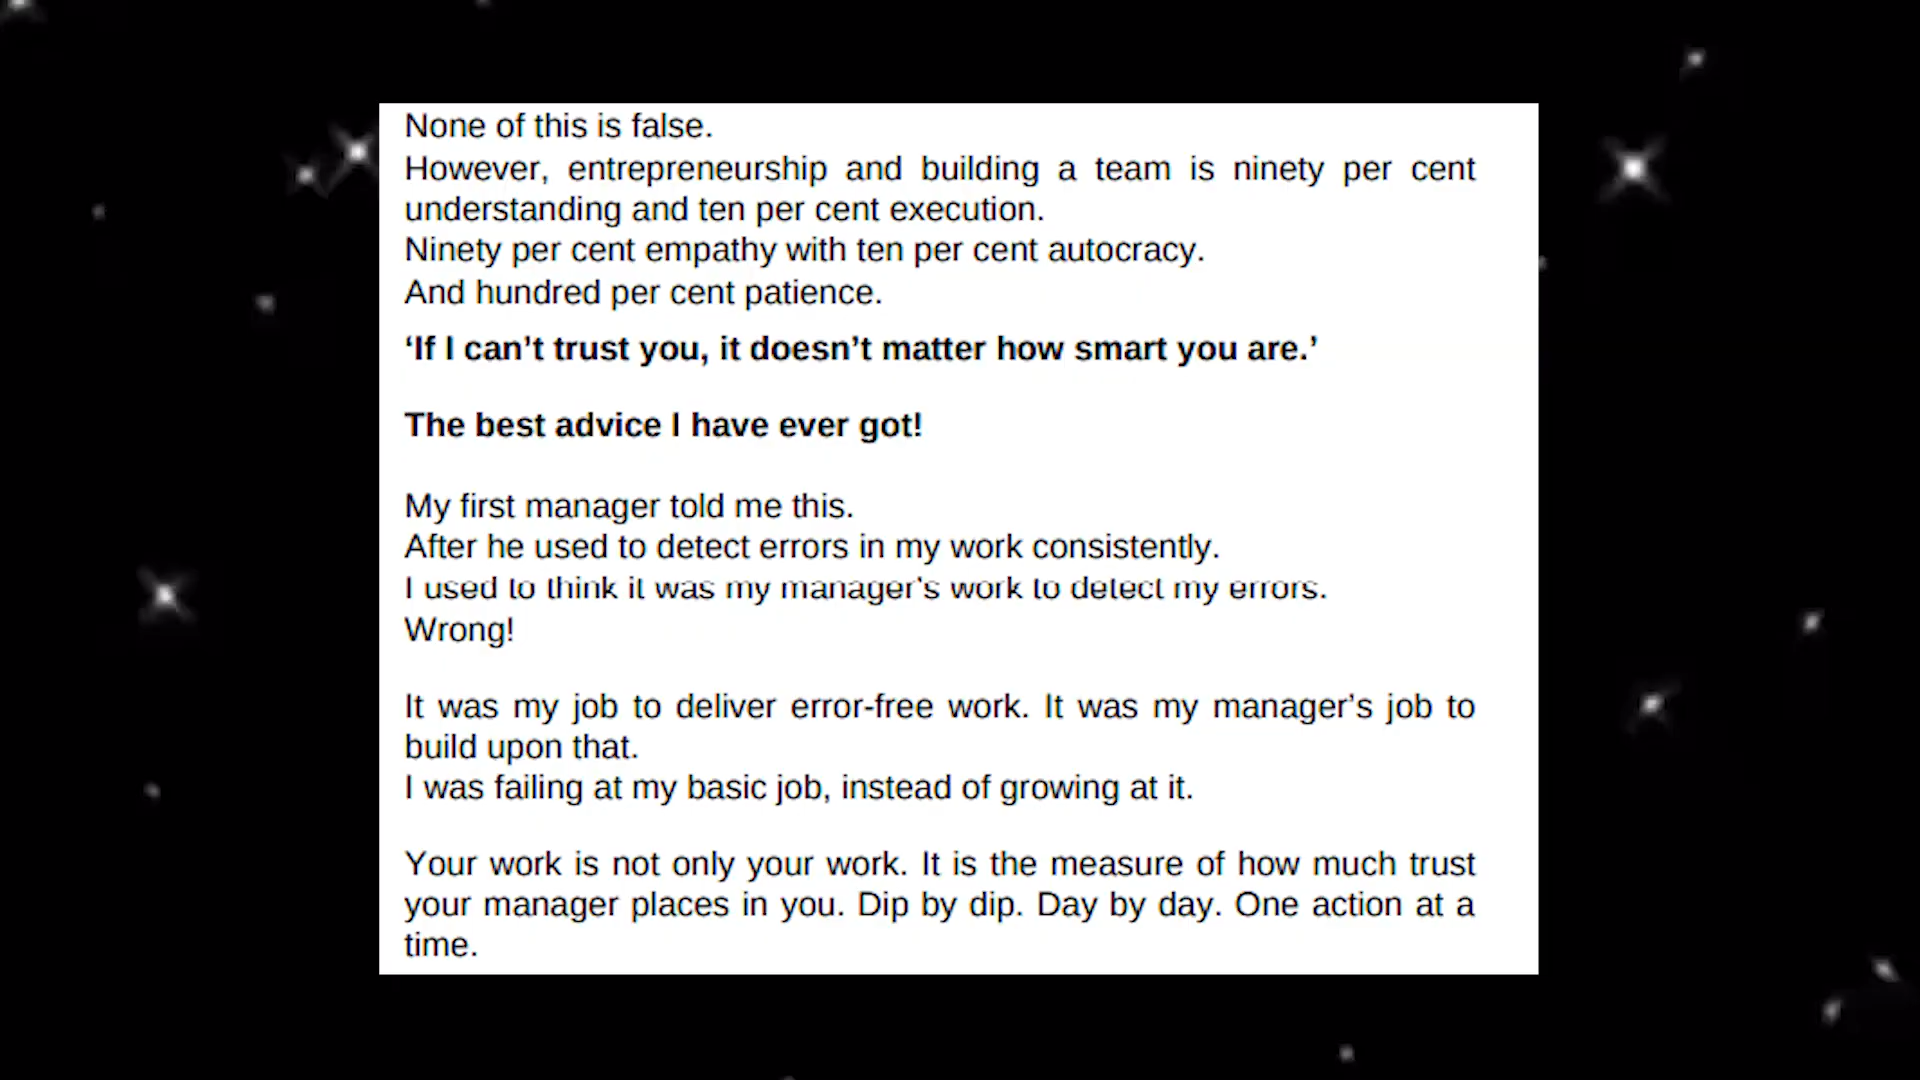 None of this is false.
However, entrepreneurship and building a team is ninety per cent
understanding and ten per cent execution.
Ninety per cent empathy with ten per cent autocracy.
And hundred per cent patience.
‘If I can’t trust you, it doesn’t matter how smart you are.’
The best advice I have ever got!
My first manager told me this.
After he used to detect errors in my work consistently.
I used to think it was my manager’s work to detect my errors.
Wrong!
It was my job to deliver error-free work. It was my manager’s job to
build upon that.
I was failing at my basic job, instead of growing at it.
Your work is not only your work. It is the measure of how much trust
your manager places in you. Dip by dip. Day by day. One action at a
time.